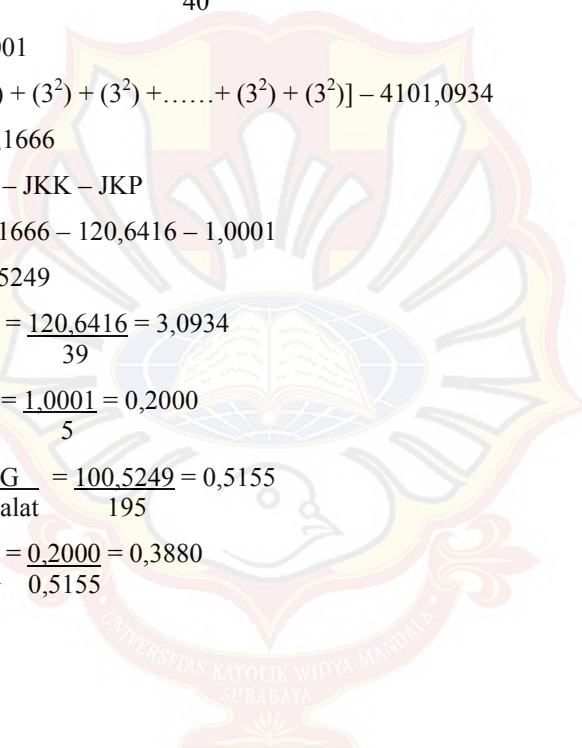 40
001
) + (3²) + (3²) +……+ (3²) + (3²)] – 4101,0934
,1666
– JKK – JKP
1666 – 120,6416 – 1,0001
5249
= 120,6416 = 3,0934
39
= 1,0001 = 0,2000
5
G = 100,5249 = 0,5155
alat 195
= 0,2000 = 0,3880
0,5155
UNIVERSITAS KATOLIK WIDYA MANDALA
SURABAYA